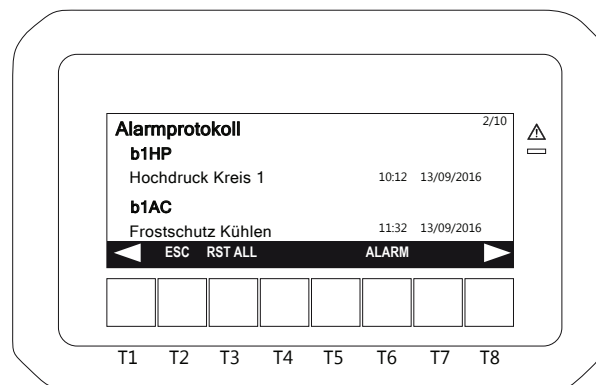 Alarmprotokoll 2/10
b1HP
Hochdruck Kreis 1 10:12 13/09/2016
b1AC
Frostschutz Kühlen 11:32 13/09/2016
ESC RST ALL ALARM
T1 T2 T3 T4 T5 T6 T7 T8